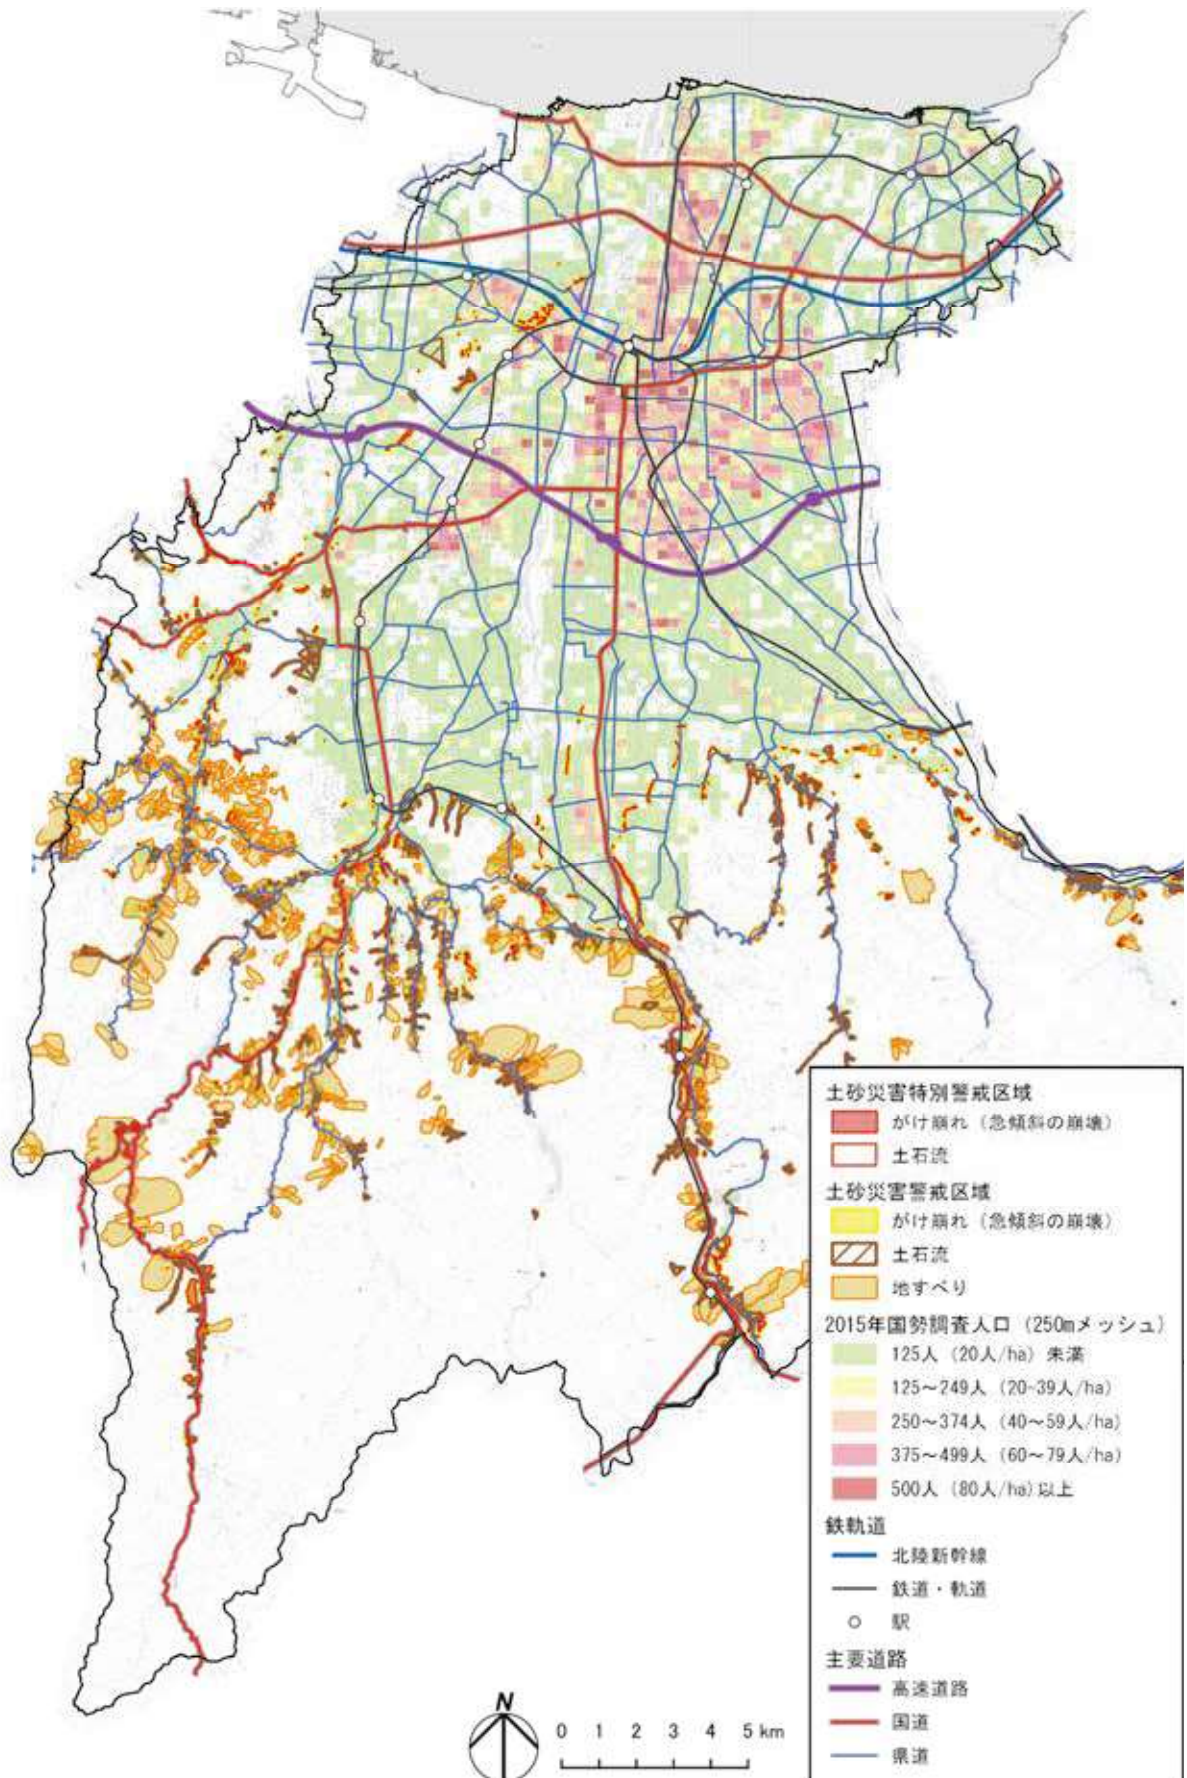 土砂災害特別警戒区域
がけ崩れ（急傾斜の崩壊）
土石流
土砂災害警戒区域
がけ崩れ（急傾斜の崩壊）
土石流
地すべり
2015年国勢調査人口（250mメッシュ）
125人（20人/ha）未満
125～249人（20-39人/ha）
250～374人（40～59人/ha）
375～499人（60～79人/ha）
500人（80人/ha）以上
鉄軌道
北陸新幹線
鉄道・軌道
駅
主要道路
高速道路
国道
県道
N
0 1 2 3 4 5 km